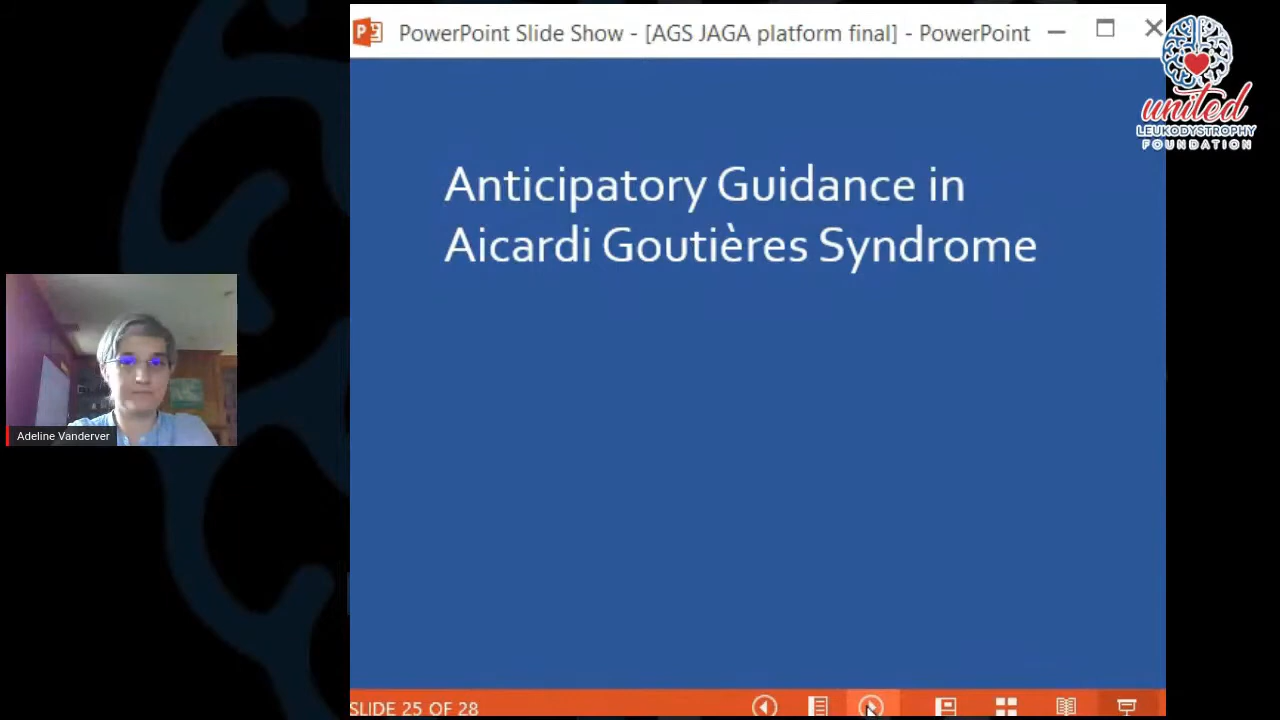 PowerPoint Slide Show - [AGS JAGA platform final] - PowerPoint
united
LEUKODYSTROPHY
FOUNDATION
Anticipatory Guidance in
Aicardi Goutières Syndrome
Adeline Vanderver
SLIDE 25 OF 28